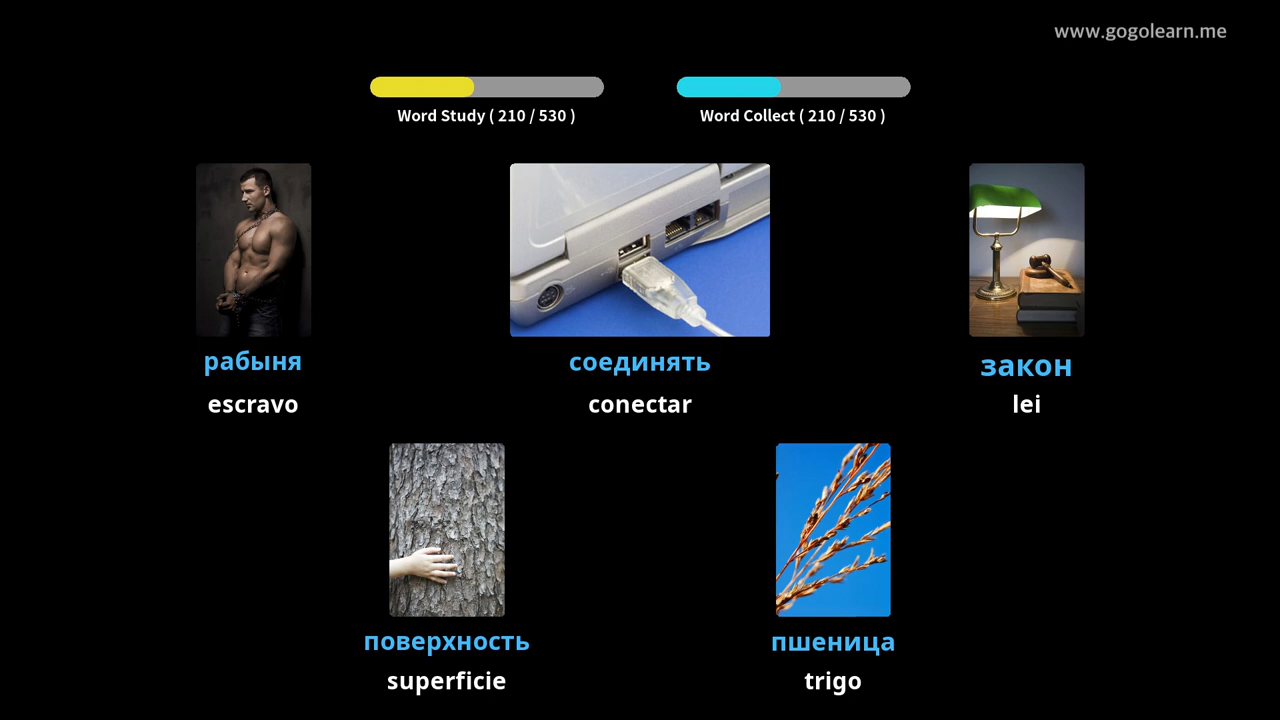 www.gogolearn.me
Word Study ( 210 / 530 )
Word Collect ( 210 / 530 )
рабыня
соединять
закон
escravo
conectar
lei
поверхность
пшеница
superficie
trigo